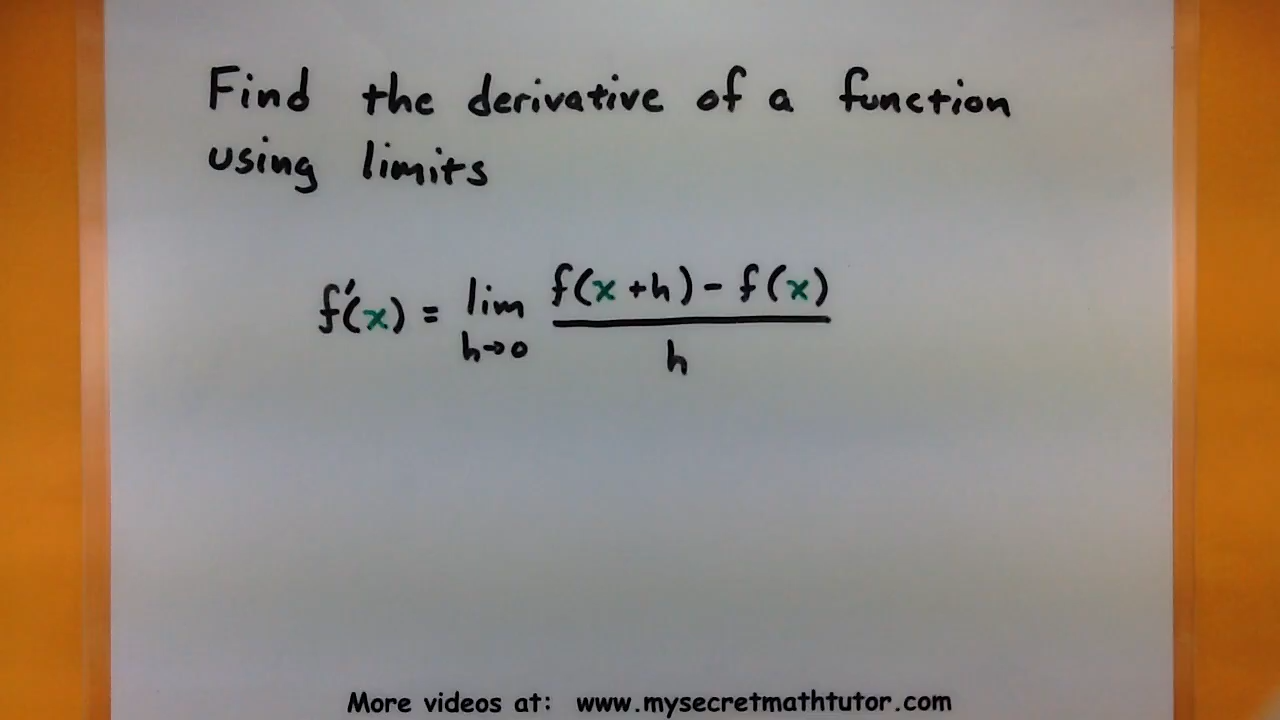 Find the derivative of a function
using limits
f'(x) = lim h→0 f(x+h) - f(x) / h
More videos at: www.mysecretmathtutor.com